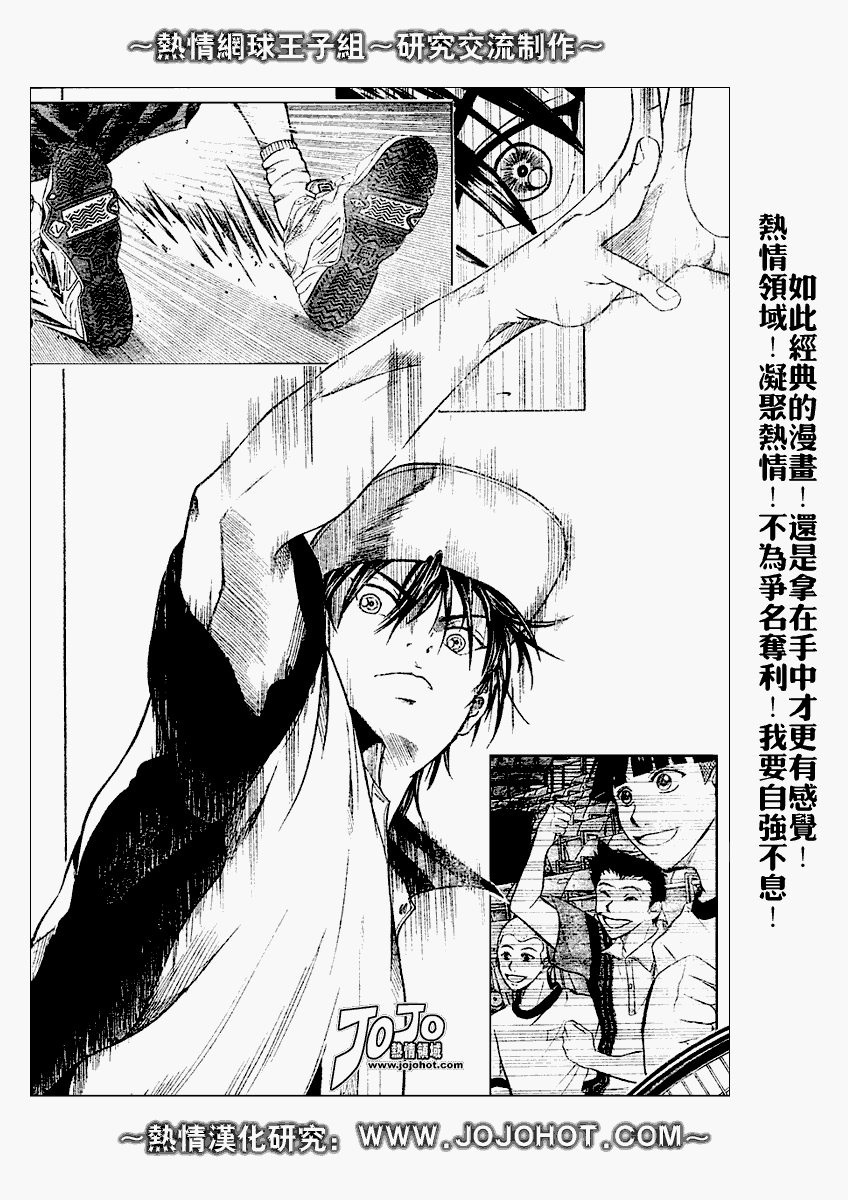 ～熱情網球王子組～研究交流制作～
如此經典的漫畫！還是拿在手中才更有感覺！
熱情領域！凝聚熱情！不為爭名奪利！我要自強不息！
JOJO
熱情領域
www.jojohot.com
～熱情漢化研究：WWW.JOJOHOT.COM～